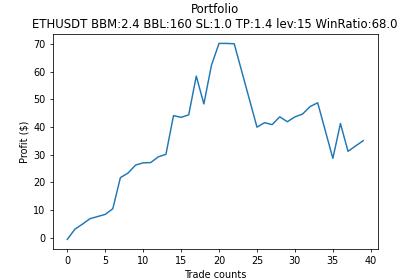 Portfolio
ETHUSDT BBM:2.4 BBL:160 SL:1.0 TP:1.4 lev:15 WinRatio:68.0
70
60
50
40
30
20
10
0
Profit ($)
0 5 10 15 20 25 30 35 40
Trade counts